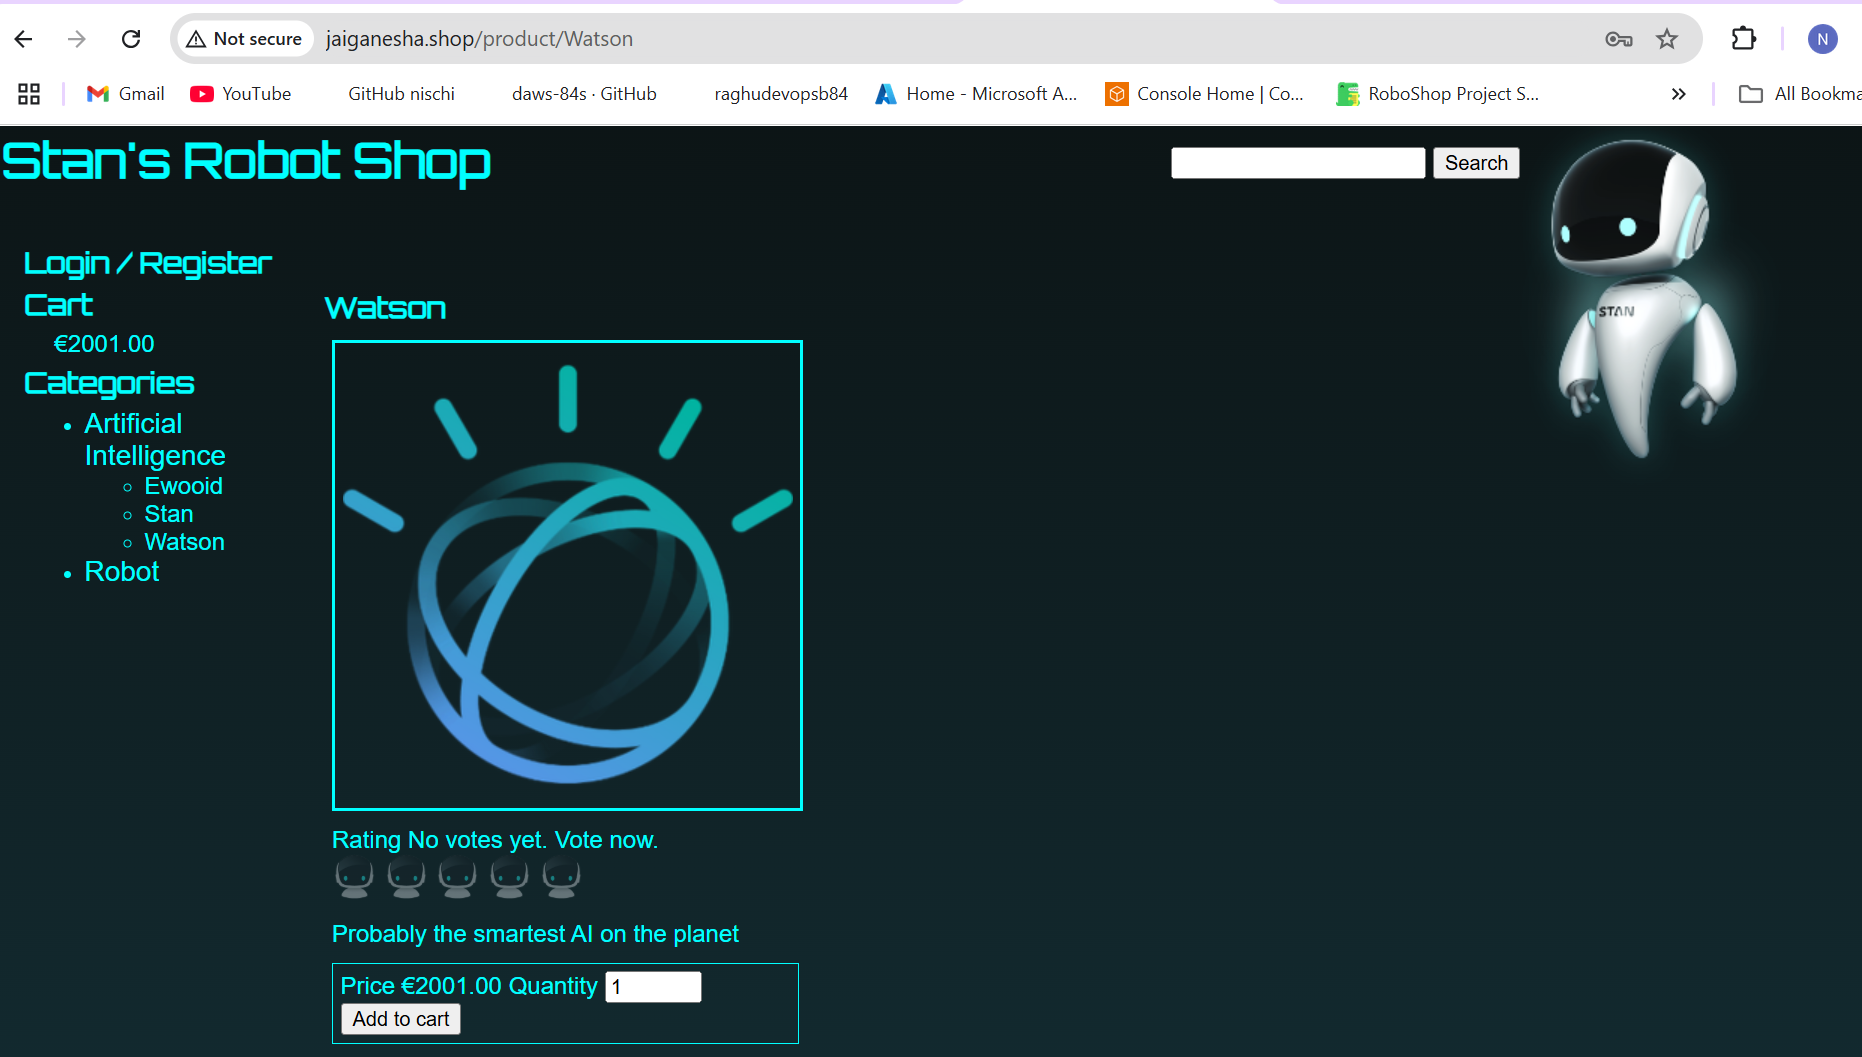 Not secure
jaiganesha.shop/product/Watson
N
Gmail
YouTube
GitHub nischi
daws-84s · GitHub
raghudevopsb84
Home - Microsoft A...
Console Home | Co...
RoboShop Project S...
»
All Bookma
Stan's Robot Shop
Search
STAN
Login / Register
Cart
€2001.00
Categories
Artificial
Intelligence
Ewooid
Stan
Watson
Robot
Watson
Rating No votes yet. Vote now.
Probably the smartest AI on the planet
Price €2001.00 Quantity 1
Add to cart